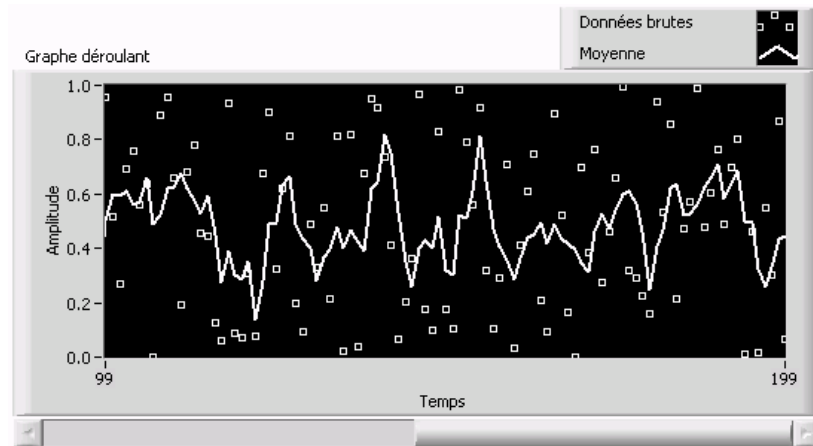 Données brutes
Moyenne
Graphe déroulant
1.0
0.8
0.6
0.4
0.2
0.0
Amplitude
99
199
Temps